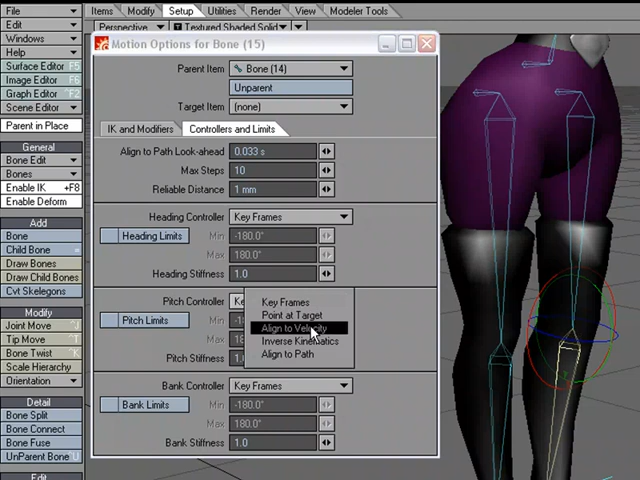 File
Items
Modify
Setup
Utilities
Render
View
Modeler Tools
Edit
Perspective
Textured Shaded Solid
Windows
Help
Surface Editor F5
Image Editor F6
Graph Editor ^F2
Scene Editor
Parent in Place
General
Bone Edit
Bones
Enable IK +F8
Enable Deform
Add
Bone
Child Bone =
Draw Bones
Draw Child Bones
Cvt Skelegons
Modify
Joint Move J
Tip Move T
Bone Twist K
Scale Hierarchy
Orientation
Detail
Bone Split
Bone Connect
Bone Fuse
UnParent Bone U
Edit
Motion Options for Bone (15)
Parent Item
Bone (14)
Unparent
Target Item
(none)
IK and Modifiers
Controllers and Limits
Align to Path Look-ahead 0.033 s
Max Steps 10
Reliable Distance 1 mm
Heading Controller Key Frames
Heading Limits Min -180.0°
Max 180.0°
Heading Stiffness 1.0
Pitch Controller
Pitch Limits Min
Max
Pitch Stiffness
Key Frames
Point at Target
Align to Velocity
Inverse Kinematics
Align to Path
Bank Controller Key Frames
Bank Limits Min -180.0°
Max 180.0°
Bank Stiffness 1.0